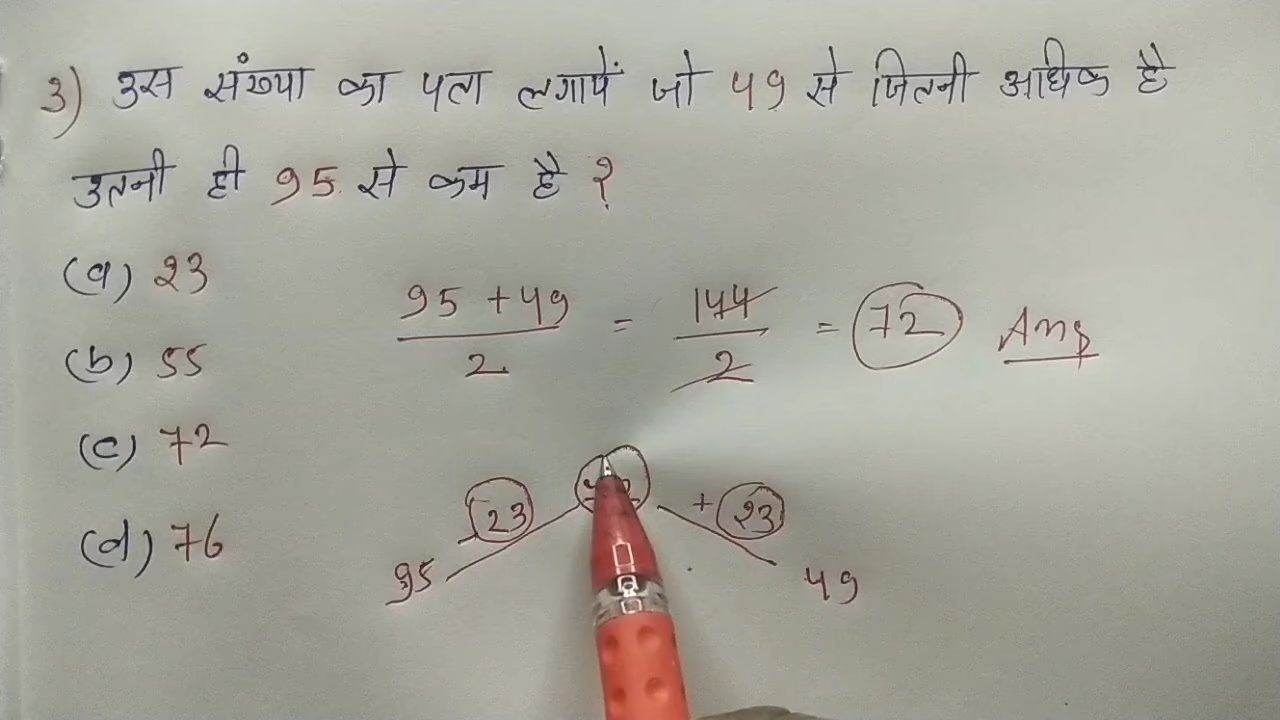 3) उस संख्या का पता लगायें जो 49 से जितनी अधिक है
उतनी ही 95 से कम है ?
(a) 23
(b) 55
(c) 72
(d) 76
95 + 49 / 2 = 144 / 2 = 72 Ans
- 23 + 23
95 49